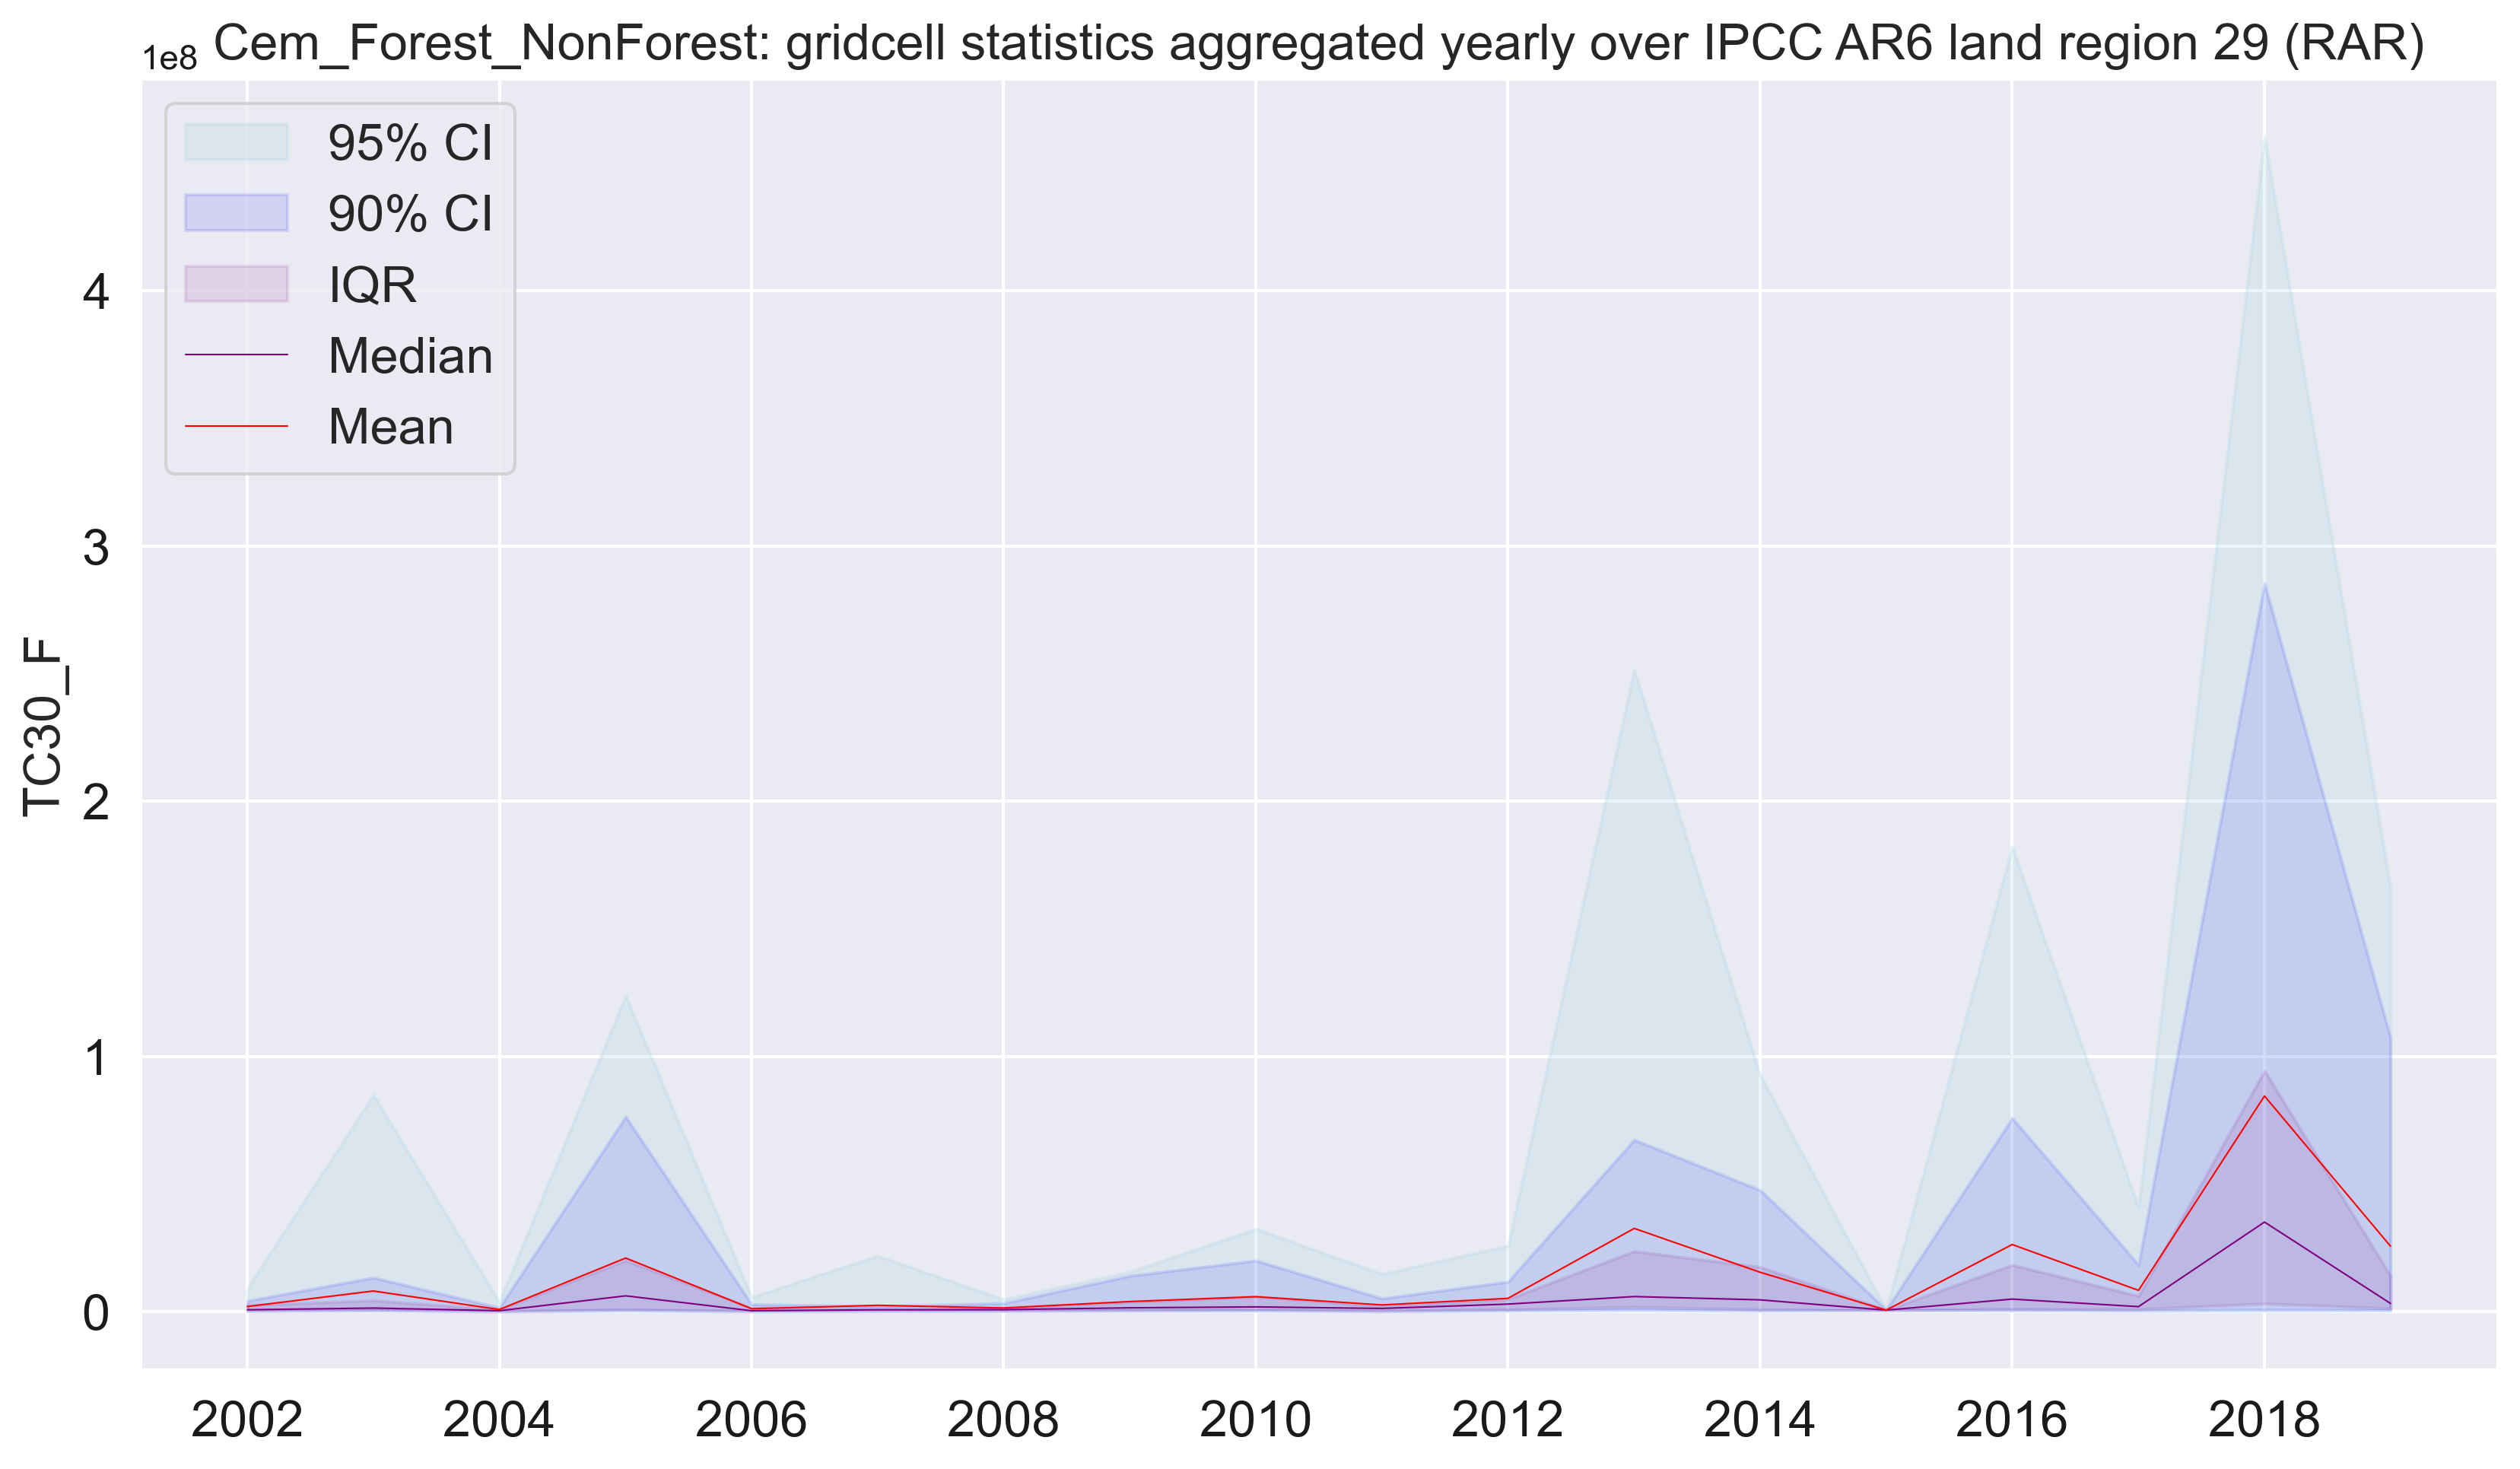 1e8 Cem_Forest_NonForest: gridcell statistics aggregated yearly over IPCC AR6 land region 29 (RAR)
95% CI
90% CI
IQR
Median
Mean
TC30_F
4
3
2
1
0
2002 2004 2006 2008 2010 2012 2014 2016 2018